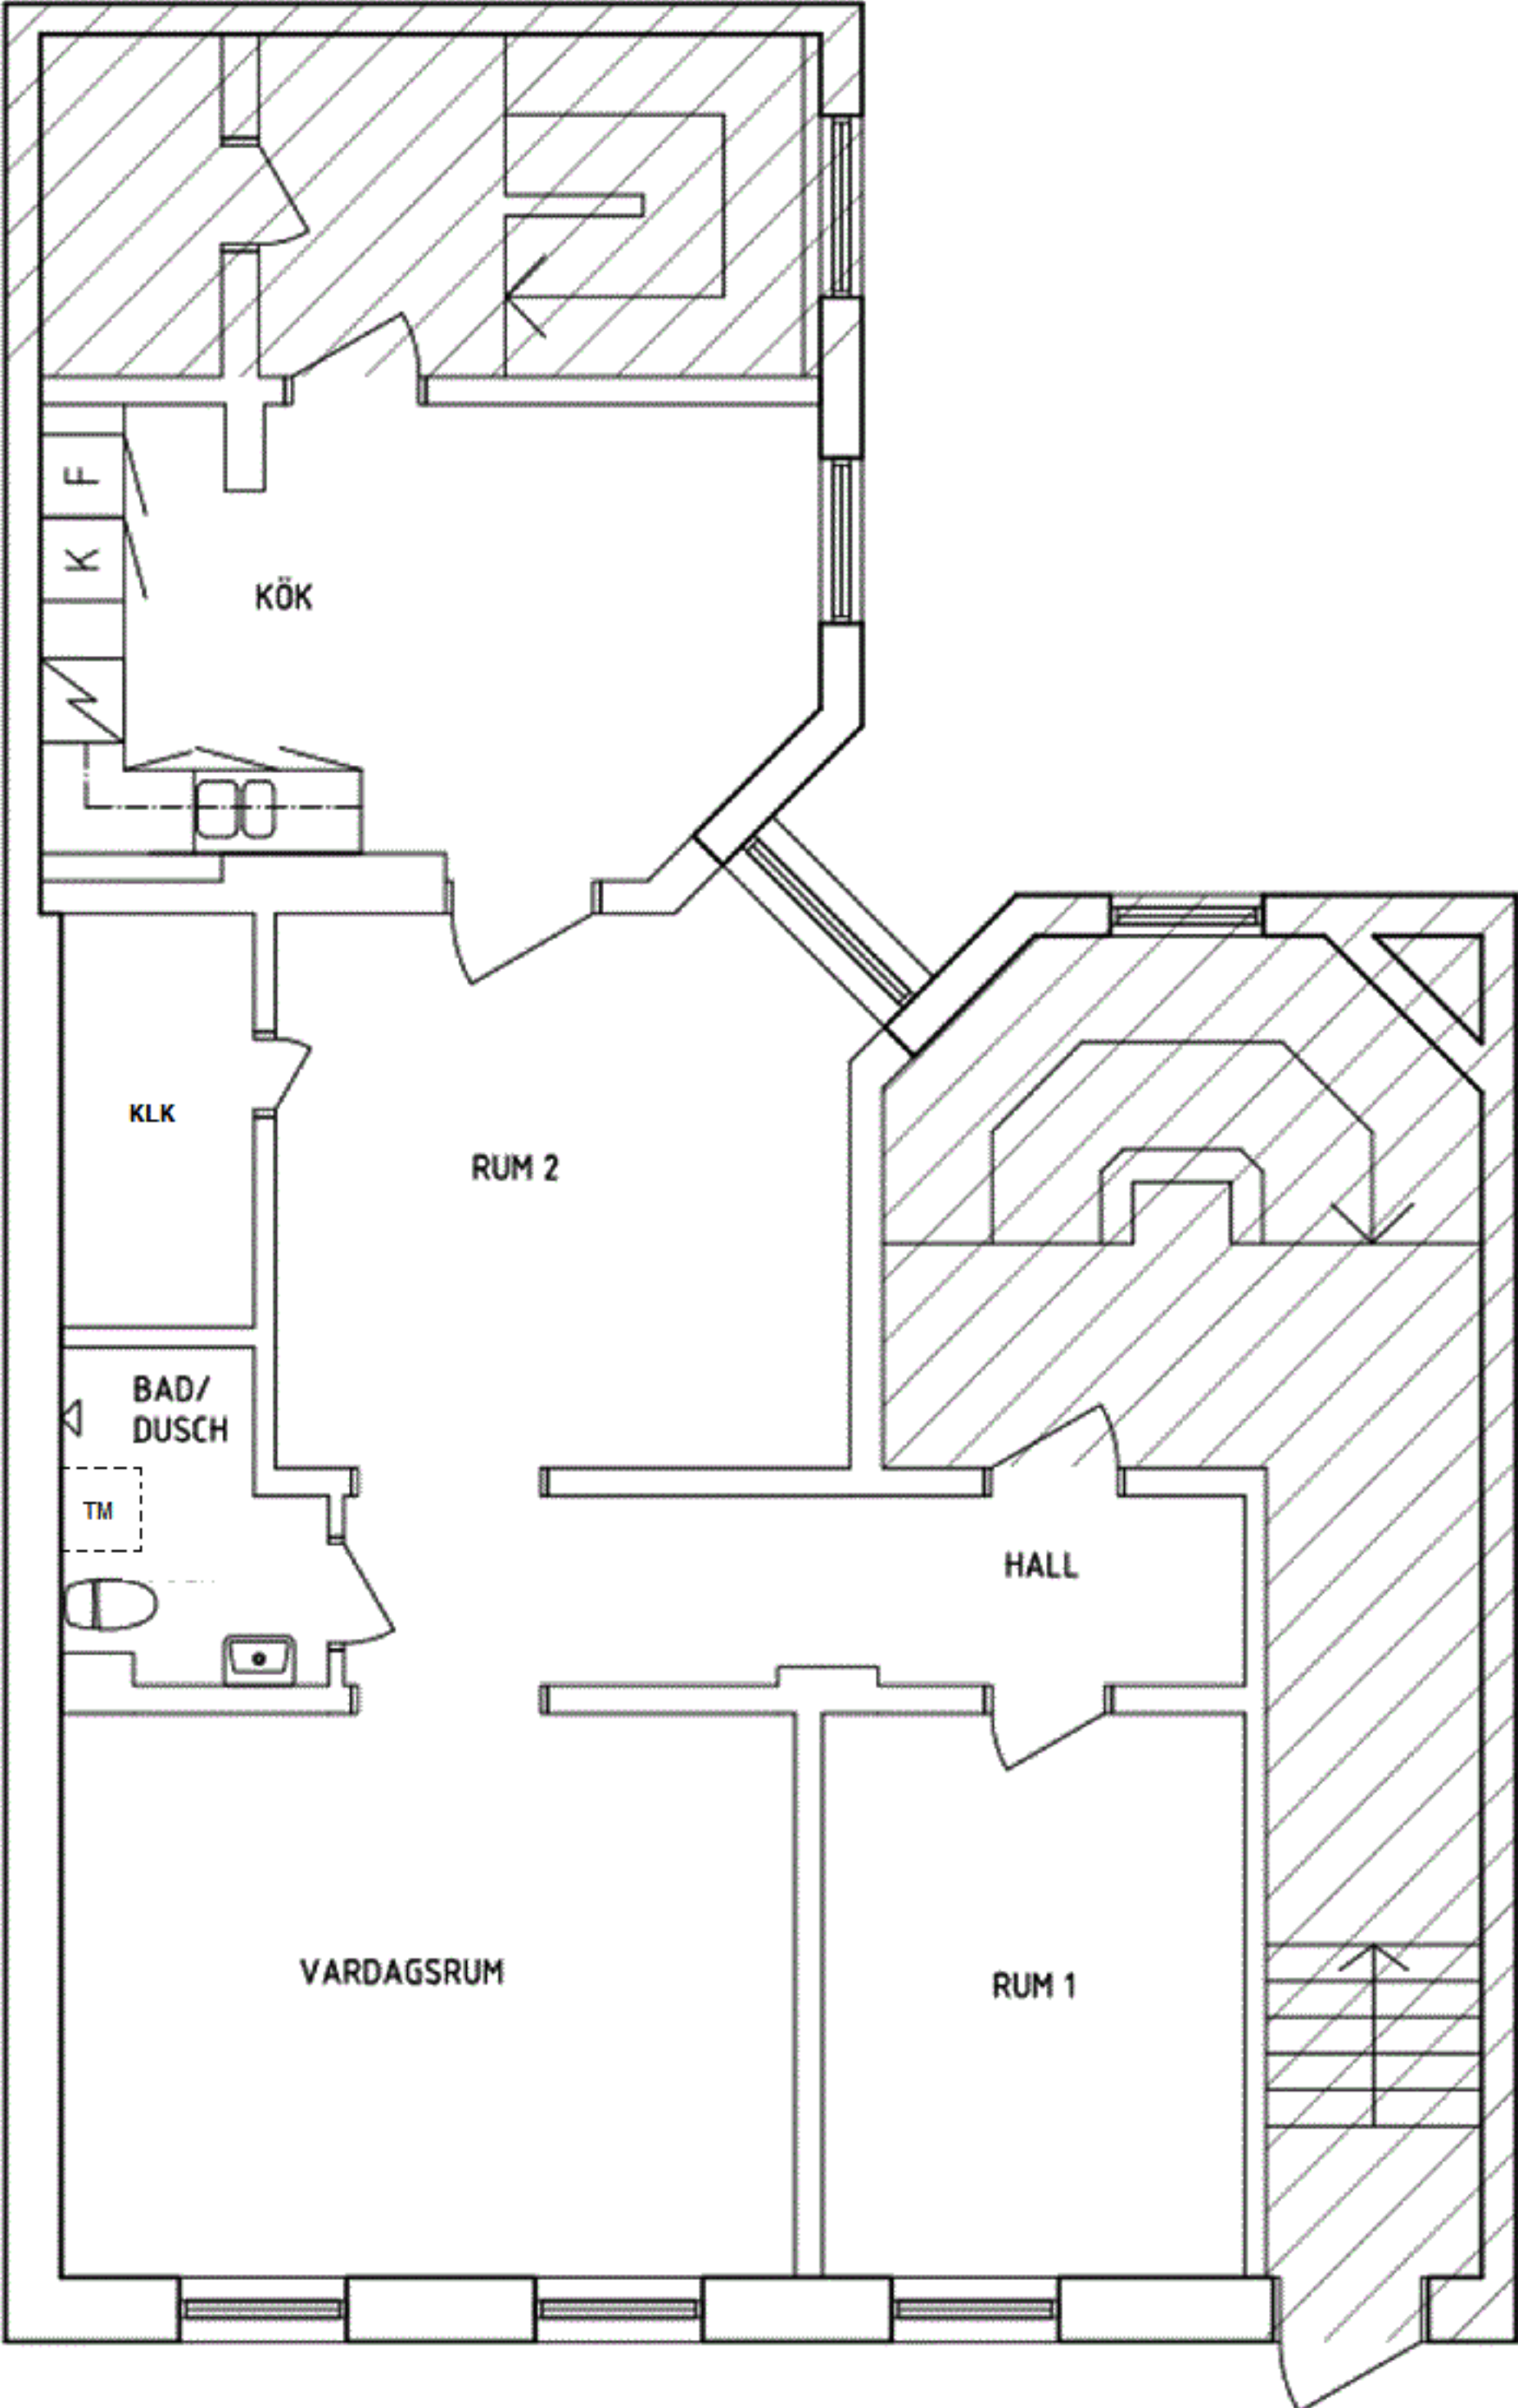 F
K
KÖK
KLK
RUM 2
BAD/
DUSCH
TM
HALL
VARDAGSRUM
RUM 1